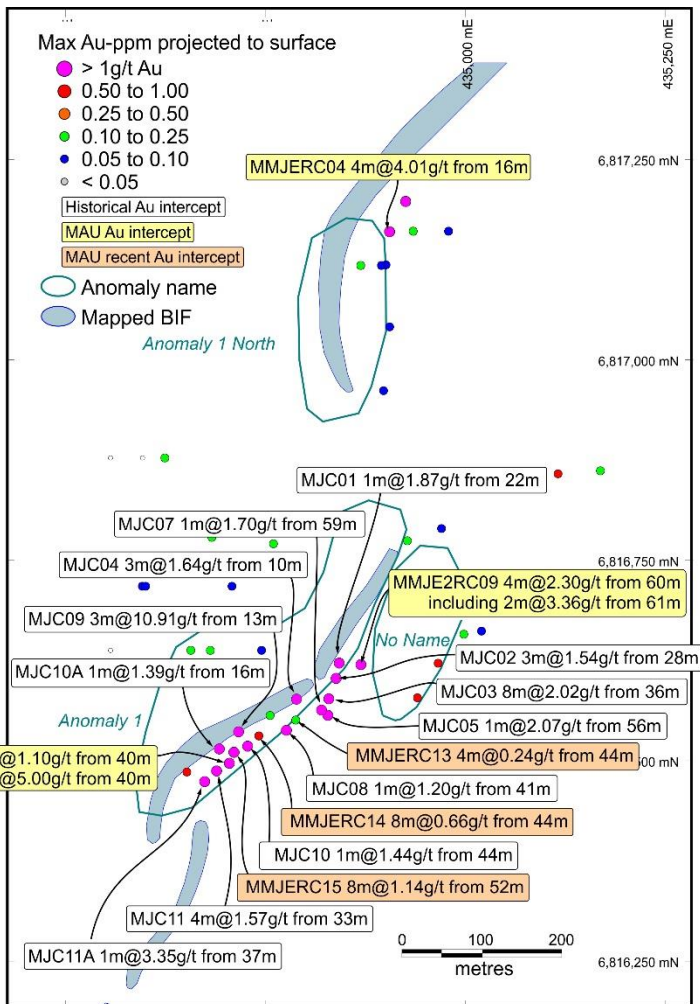 435,000 mE
435,250 mE
Max Au-ppm projected to surface
> 1g/t Au
0.50 to 1.00
0.25 to 0.50
0.10 to 0.25
0.05 to 0.10
< 0.05
Historical Au intercept
MAU Au intercept
MAU recent Au intercept
Anomaly name
Mapped BIF
6,817,250 mN
MMJERC04 4m@4.01g/t from 16m
Anomaly 1 North
6,817,000 mN
MJC01 1m@1.87g/t from 22m
MJC07 1m@1.70g/t from 59m
MJC04 3m@1.64g/t from 10m
6,816,750 mN
MMJE2RC09 4m@2.30g/t from 60m
including 2m@3.36g/t from 61m
MJC09 3m@10.91g/t from 13m
No Name
MJC02 3m@1.54g/t from 28m
MJC10A 1m@1.39g/t from 16m
MJC03 8m@2.02g/t from 36m
Anomaly 1
MJC05 1m@2.07g/t from 56m
@1.10g/t from 40m
@5.00g/t from 40m
MMJERC13 4m@0.24g/t from 44m
500 mN
MJC08 1m@1.20g/t from 41m
MMJERC14 8m@0.66g/t from 44m
MJC10 1m@1.44g/t from 44m
MMJERC15 8m@1.14g/t from 52m
MJC11 4m@1.57g/t from 33m
MJC11A 1m@3.35g/t from 37m
0 100 200
metres
6,816,250 mN